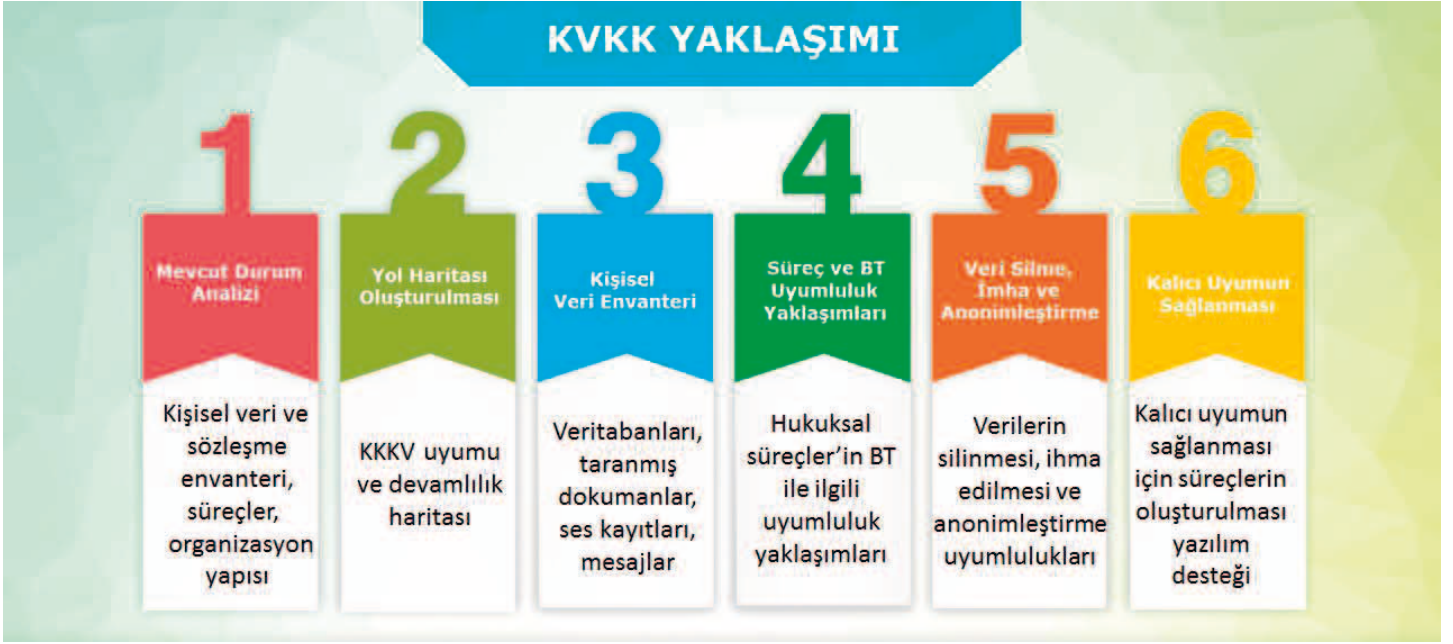 KVKK YAKLAŞIMI
1
Mevcut Durum
Analizi
Kişisel veri ve
sözleşme
envanteri,
süreçler,
organizasyon
yapısı
2
Yol Haritası
Oluşturulması
KKKV uyumu
ve devamlılık
haritası
3
Kişisel
Veri Envanteri
Veritabanları,
taranmış
dokumanlar,
ses kayıtları,
mesajlar
4
Süreç ve BT
Uyumluluk
Yaklaşımları
Hukuksal
süreçler’in BT
ile ilgili
uyumluluk
yaklaşımları
5
Veri Silme,
İmha ve
Anonimleştirme
Verilerin
silinmesi, ihma
edilmesi ve
anonimleştirme
uyumlulukları
6
Kalıcı Uyumun
Sağlanması
Kalıcı uyumun
sağlanması
için süreçlerin
oluşturulması
yazılım
desteği